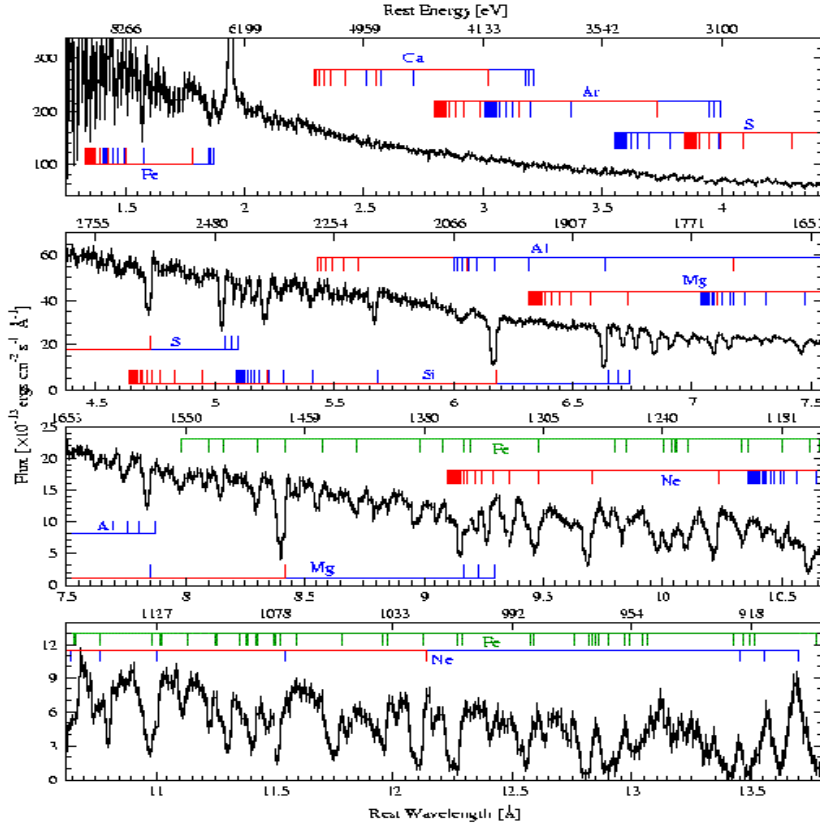 Rest Energy [eV]
8266 6199 4959 4133 3542 3100
300
200
100
Ca
Ar
S
Fe
1.5 2 2.5 3 3.5 4
2755 2480 2254 2066 1907 1771 1653
60
40
20
0
Al
Mg
S
Si
4.5 5 5.5 6 6.5 7 7.5
Flux [×10⁻¹³ ergs cm⁻² s⁻¹ Å⁻¹]
1653 1550 1459 1380 1305 1240 1181
25
20
15
10
5
0
Fe
Ne
Al
Mg
7.5 8 8.5 9 9.5 10 10.5
1127 1078 1033 992 954 918
12
9
6
3
0
Fe
Ne
11 11.5 12 12.5 13 13.5
Rest Wavelength [Å]